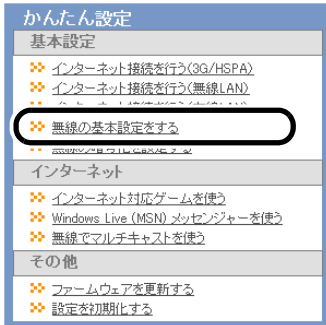 かんたん設定
基本設定
インターネット接続を行う(3G/HSPA)
インターネット接続を行う(無線LAN)
無線の基本設定をする
インターネット
インターネット対応ゲームを使う
Windows Live (MSN) メッセンジャーを使う
無線でマルチキャストを使う
その他
ファームウェアを更新する
設定を初期化する